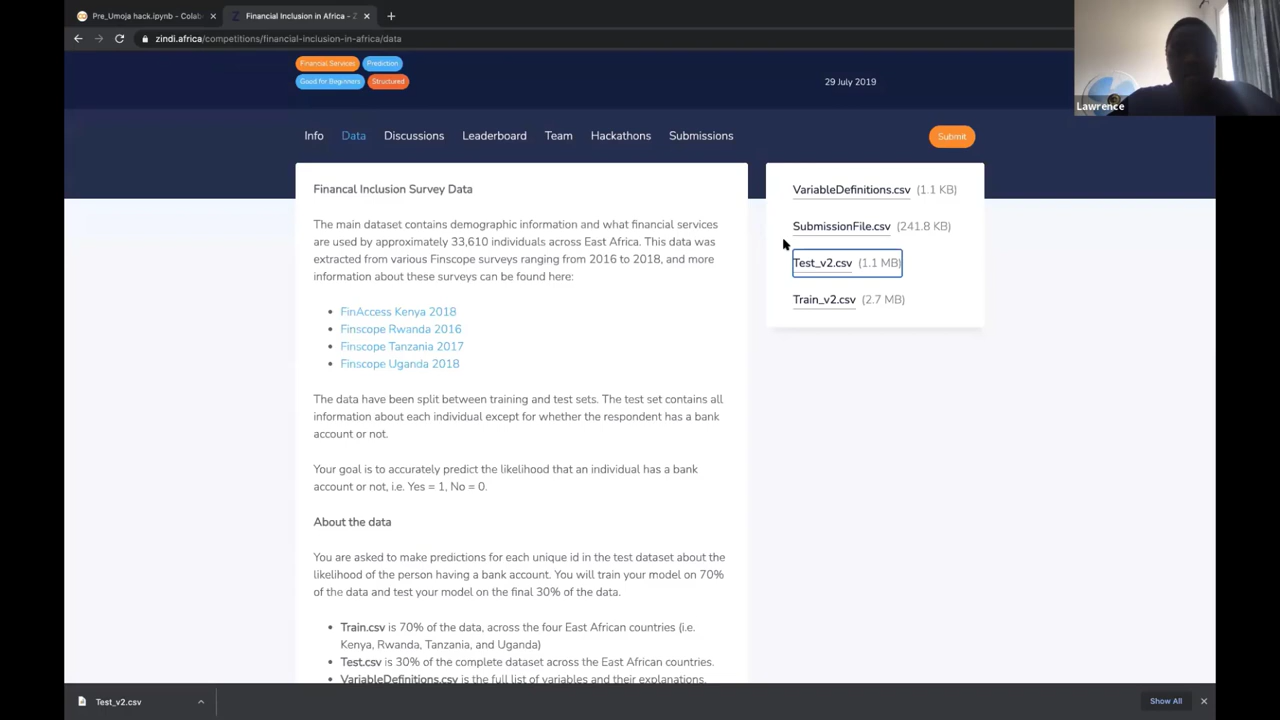 Pre_Umoja hack.ipynb - Colab
Financial Inclusion in Africa - Z
zindi.africa/competitions/financial-inclusion-in-africa/data
Financial Services
Prediction
Good for Beginners
Structured
29 July 2019
Lawrence
Info
Data
Discussions
Leaderboard
Team
Hackathons
Submissions
Submit
Financal Inclusion Survey Data
The main dataset contains demographic information and what financial services
are used by approximately 33,610 individuals across East Africa. This data was
extracted from various Finscope surveys ranging from 2016 to 2018, and more
information about these surveys can be found here:
• FinAccess Kenya 2018
• Finscope Rwanda 2016
• Finscope Tanzania 2017
• Finscope Uganda 2018
The data have been split between training and test sets. The test set contains all
information about each individual except for whether the respondent has a bank
account or not.
Your goal is to accurately predict the likelihood that an individual has a bank
account or not, i.e. Yes = 1, No = 0.
About the data
You are asked to make predictions for each unique id in the test dataset about the
likelihood of the person having a bank account. You will train your model on 70%
of the data and test your model on the final 30% of the data.
• Train.csv is 70% of the data, across the four East African countries (i.e.
Kenya, Rwanda, Tanzania, and Uganda)
• Test.csv is 30% of the complete dataset across the East African countries.
• VariableDefinitions.csv is the full list of variables and their explanations.
VariableDefinitions.csv (1.1 KB)
SubmissionFile.csv (241.8 KB)
Test_v2.csv (1.1 MB)
Train_v2.csv (2.7 MB)
Test_v2.csv
Show All